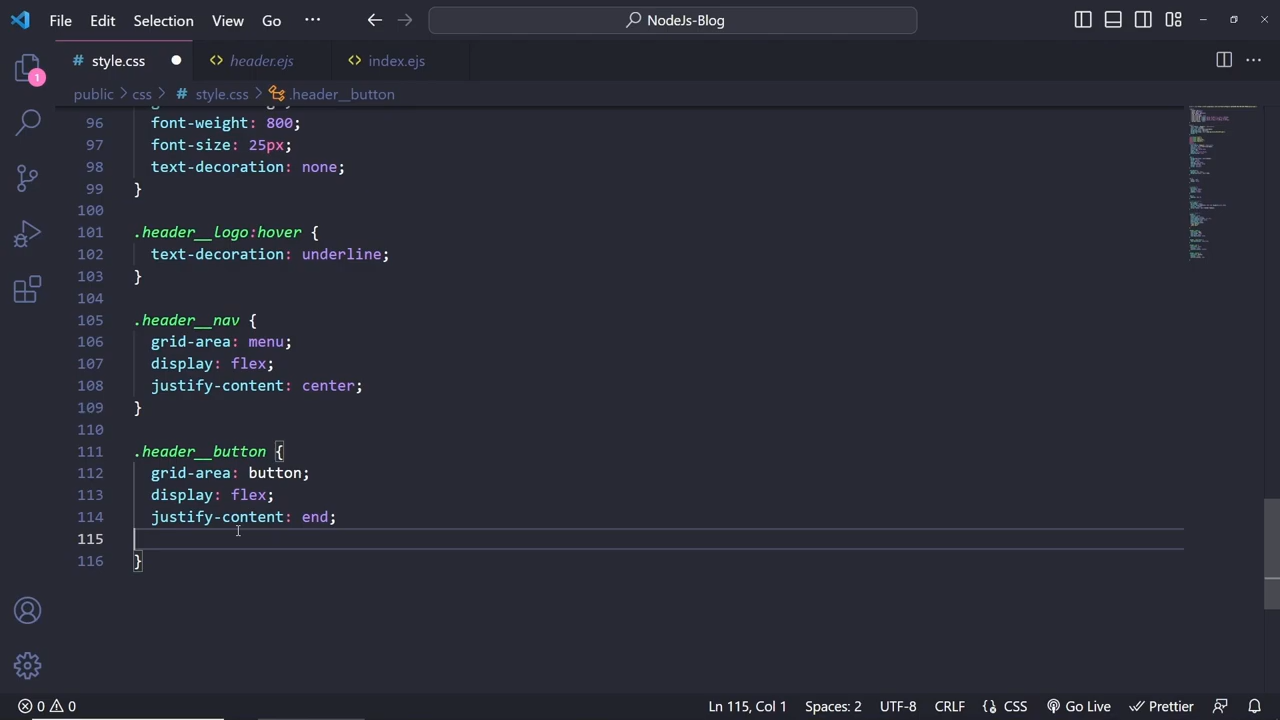 File Edit Selection View Go ··· NodeJs-Blog
# style.css header.ejs index.ejs
public > css > # style.css > .header__button
96 font-weight: 800;
97 font-size: 25px;
98 text-decoration: none;
99 }
100
101 .header__logo:hover {
102 text-decoration: underline;
103 }
104
105 .header__nav {
106 grid-area: menu;
107 display: flex;
108 justify-content: center;
109 }
110
111 .header__button {
112 grid-area: button;
113 display: flex;
114 justify-content: end;
115
116 }
1
0 0 Ln 115, Col 1 Spaces: 2 UTF-8 CRLF {} CSS Go Live Prettier